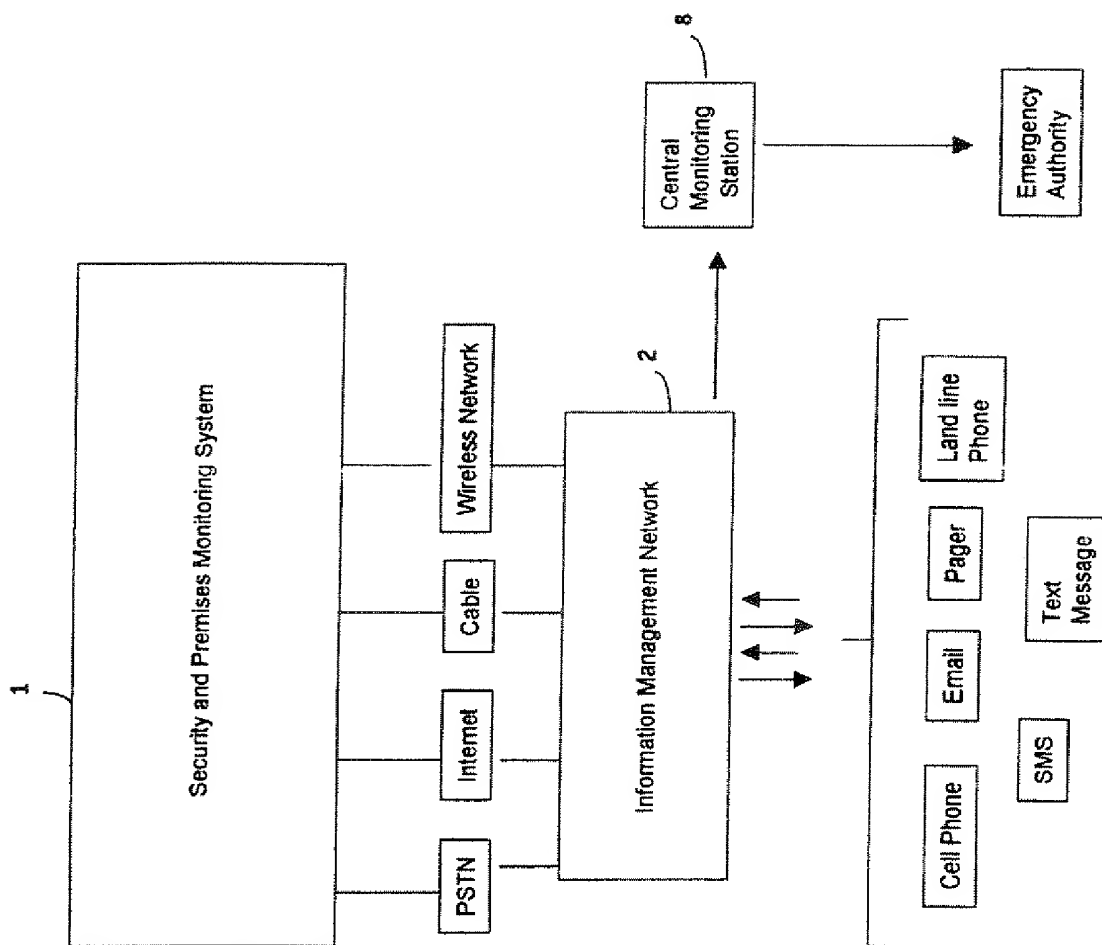 1
Security and Premises Monitoring System
PSTN
Internet
Cable
Wireless Network
2
Information Management Network
8
Central
Monitoring
Station
Emergency
Authority
Cell Phone
Email
Pager
Land line
Phone
SMS
Text
Message